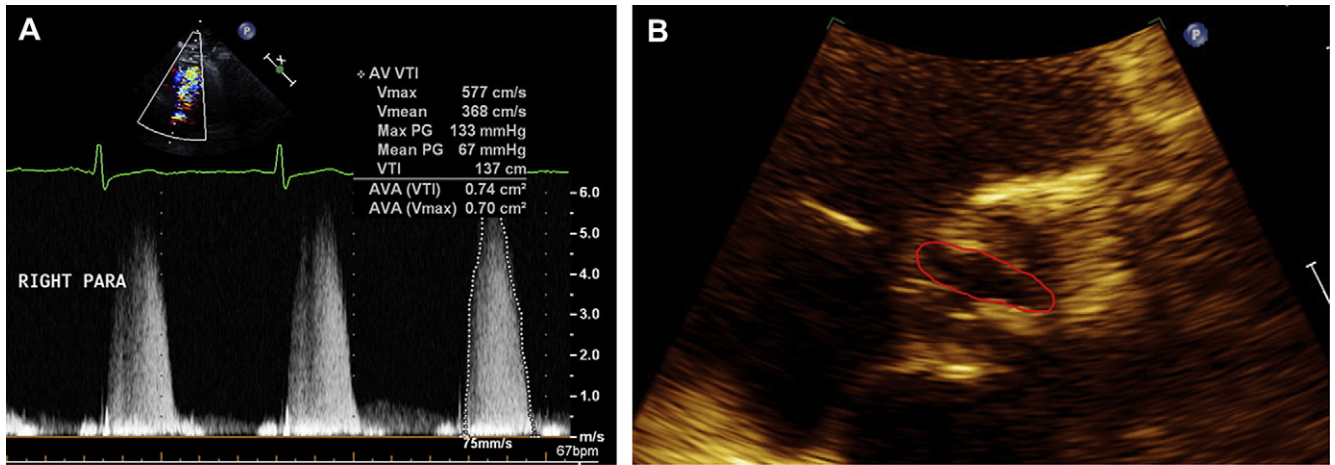 A
P
AV VTI
Vmax 577 cm/s
Vmean 368 cm/s
Max PG 133 mmHg
Mean PG 67 mmHg
VTI 137 cm
AVA (VTI) 0.74 cm²
AVA (Vmax) 0.70 cm²
6.0
5.0
RIGHT PARA
4.0
3.0
2.0
1.0
m/s
75mm/s
67bpm
B
P